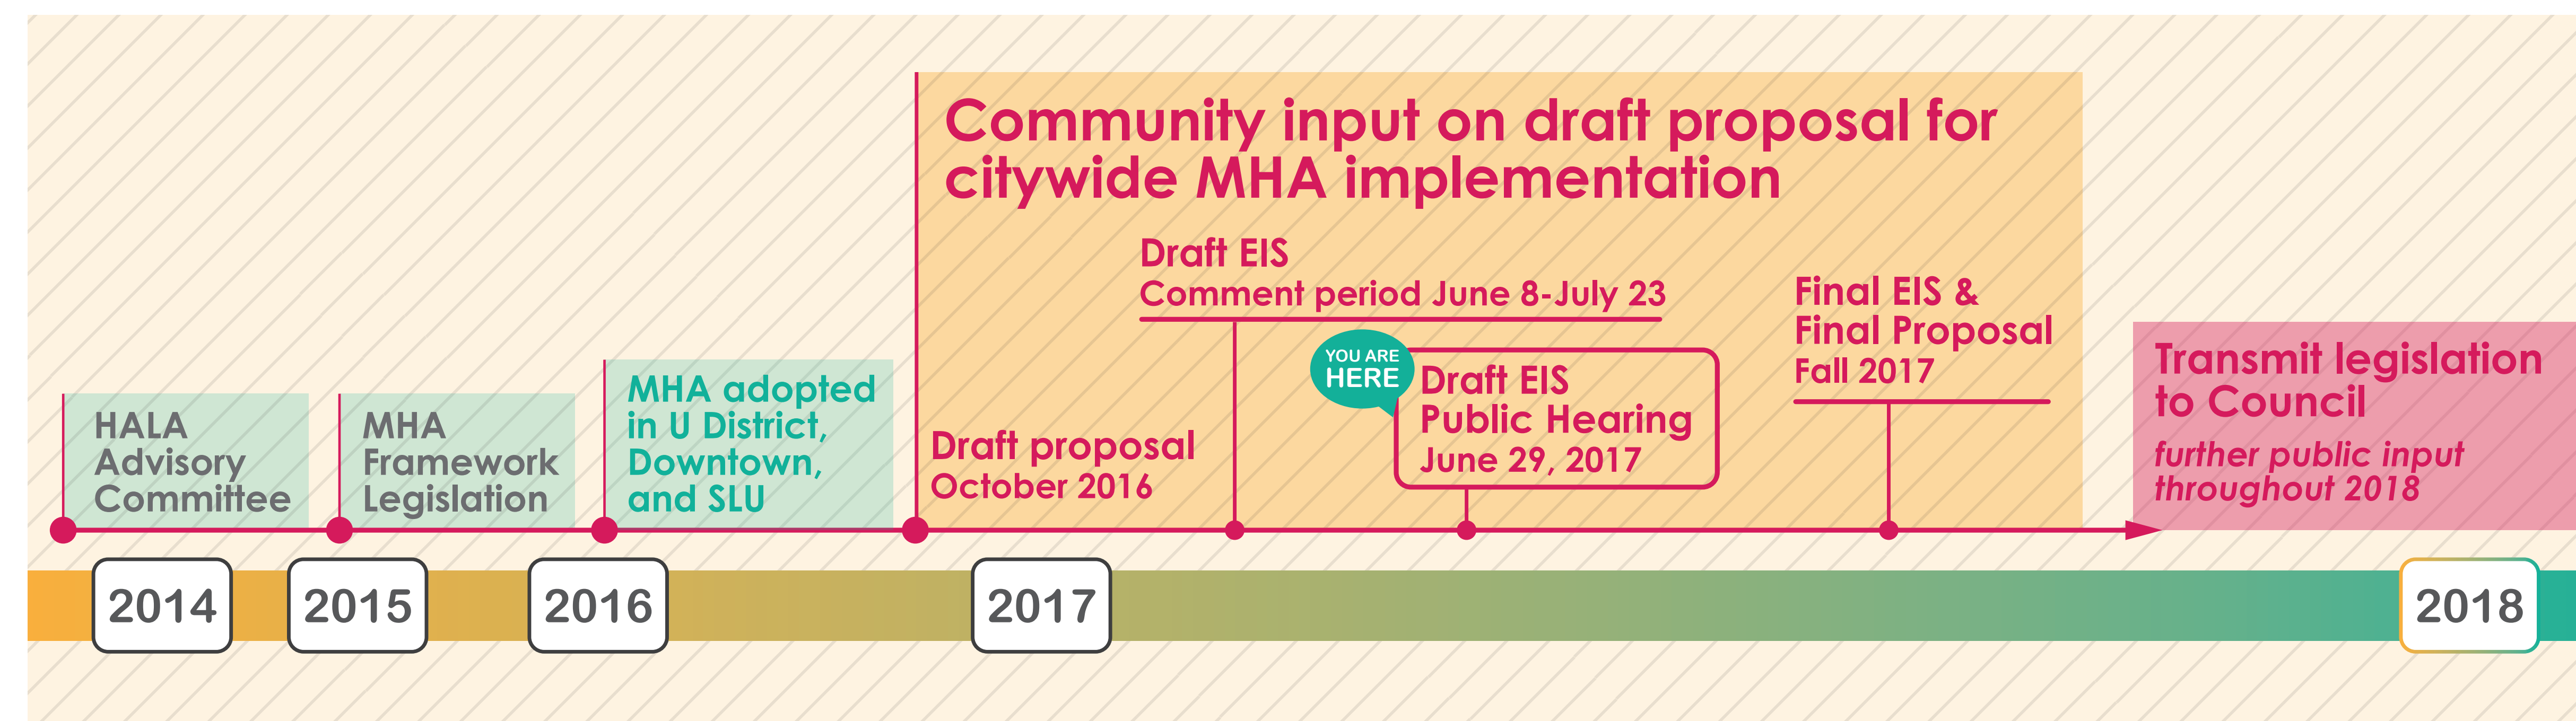 Community input on draft proposal for
citywide MHA implementation
HALA
Advisory
Committee
MHA
Framework
Legislation
MHA adopted
in U District,
Downtown,
and SLU
Draft proposal
October 2016
Draft EIS
Comment period June 8-July 23
YOU ARE
HERE
Draft EIS
Public Hearing
June 29, 2017
Final EIS &
Final Proposal
Fall 2017
Transmit legislation
to Council
further public input
throughout 2018
2014
2015
2016
2017
2018